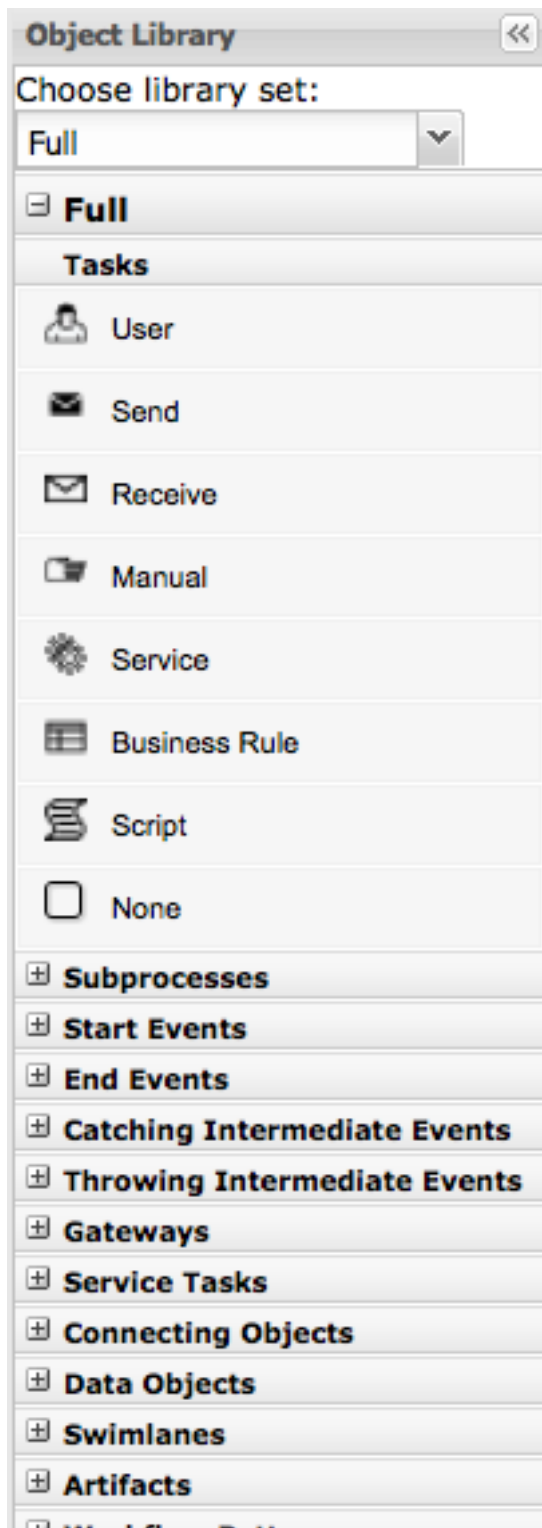 Object Library
Choose library set:
Full
Full
Tasks
User
Send
Receive
Manual
Service
Business Rule
Script
None
Subprocesses
Start Events
End Events
Catching Intermediate Events
Throwing Intermediate Events
Gateways
Service Tasks
Connecting Objects
Data Objects
Swimlanes
Artifacts